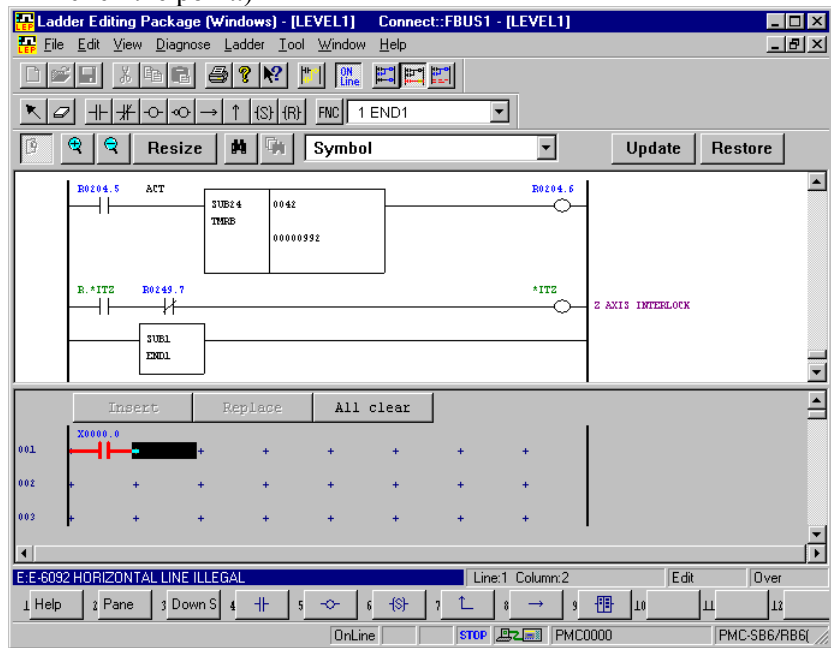 Ladder Editing Package (Windows) - [LEVEL1] Connect::FBUS1 - [LEVEL1]
File Edit View Diagnose Ladder Tool Window Help
ON Line
(S) (R) FNC 1 END1
Resize Symbol Update Restore
R0204.5 ACT R0204.6
SUB24 0042
TMRB
00000992
R.*ITZ R0249.7 *ITZ
Z AXIS INTERLOCK
SUB1
END1
Insert Replace All clear
X0000.0
001
002
003
E:E-6092 HORIZONTAL LINE ILLEGAL Line:1 Column:2 Edit Over
1 Help 2 Pane 3 Down S 4 5 6 (S) 7 8 9 10 11 12
OnLine STOP PMC0000 PMC-SB6/RB6(